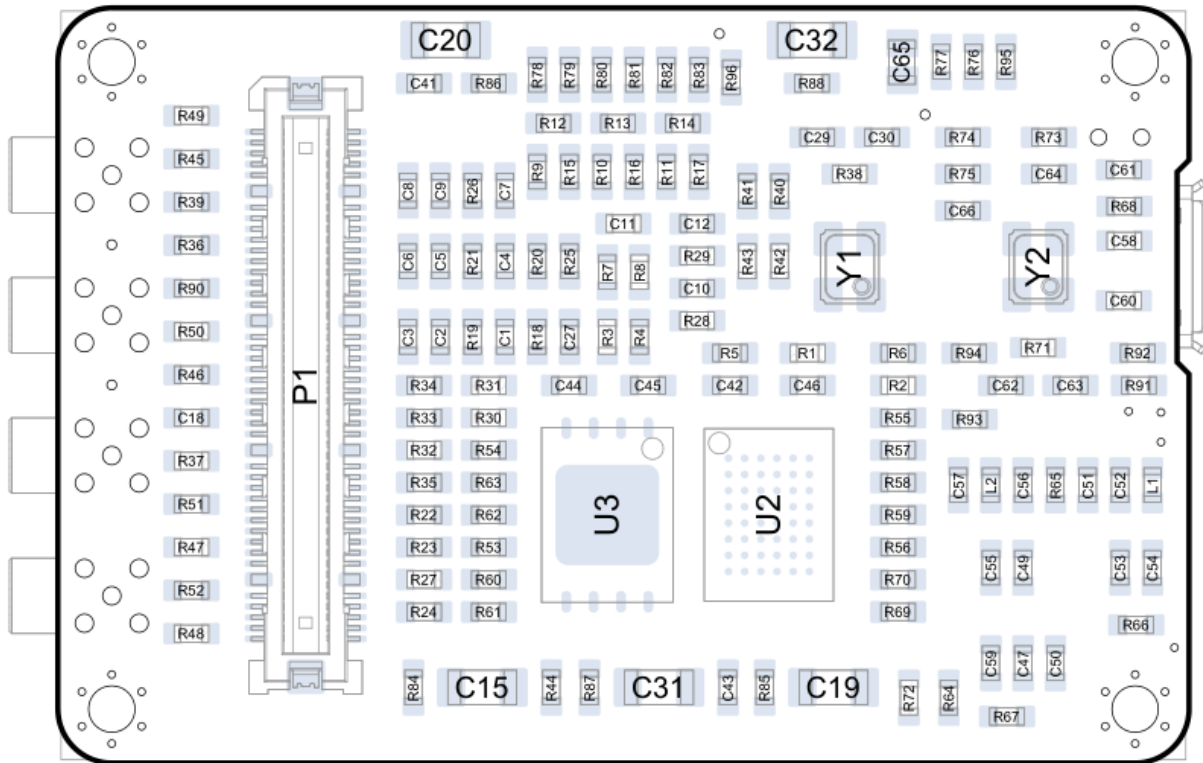 C20 C32 C65 R77 R76 R95
C41 R86 R78 R79 R80 R81 R82 R83 R96 R88
R49 R12 R13 R14 C29 C30 R74 R73
R45 C8 C9 R26 C7 R9 R15 R10 R16 R11 R17 R41 R40 R38 R75 C64 C61
R39 C11 C12 C66 R68
R36 C6 C5 R21 C4 R20 R25 R7 R8 R29 R43 R42 Y1 Y2 C58
R90 C10 C60
R50 C3 C2 R19 C1 R18 C27 R3 R4 R28
R5 R1 R6 R94 R71 R92
R46 P1 R34 R31 C44 C45 C42 C46 R2 C62 C63 R91
C18 R33 R30 R55 R93
R37 R32 R54 R57
R35 R63 R58 C57 L2 C56 R65 C51 C52 L1
R51 R22 R62 U3 U2 R59
R47 R23 R53 R56
R52 R27 R60 R70 C55 C49 C53 C54
R48 R24 R61 R69 R66
R84 C15 R44 R87 C31 C43 R85 C19 R72 R64 C59 C47 C50
R67